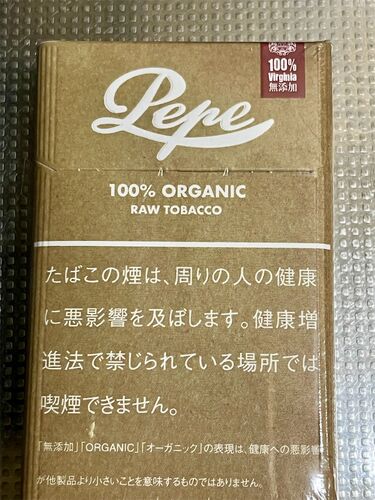 100%
Virginia
無添加
Pepe
100% ORGANIC
RAW TOBACCO
たばこの煙は、周りの人の健康
に悪影響を及ぼします。健康増
進法で禁じられている場所では
喫煙できません。
「無添加」「ORGANIC」「オーガニック」の表現は、健康への悪影響
が他製品より小さいことを意味するものではありません。